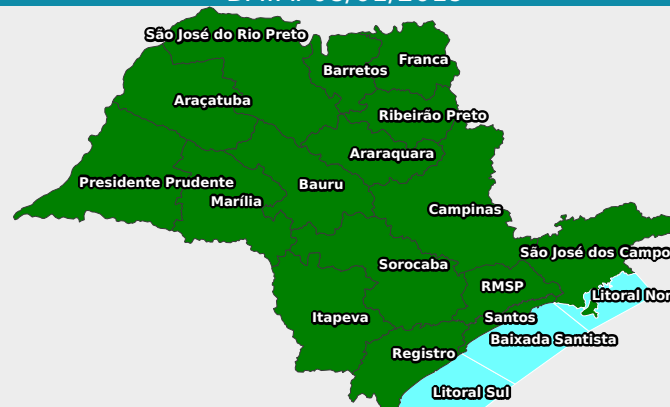 São José do Rio Preto
Franca
Barretos
Araçatuba
Ribeirão Preto
Araraquara
Presidente Prudente
Bauru
Marília
Campinas
São José dos Campo
Sorocaba
RMSP
Litoral Nor
Itapeva
Santos
Baixada Santista
Registro
Litoral Sul